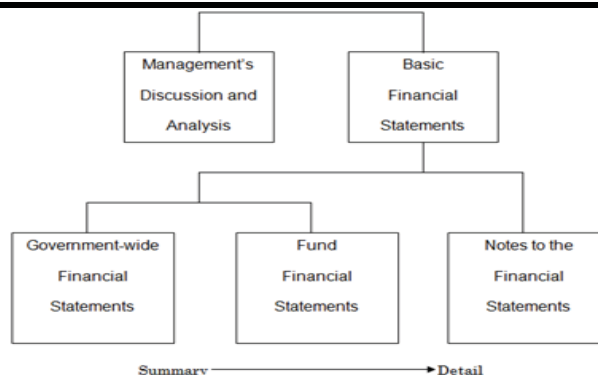 Management's
Discussion and
Analysis
Basic
Financial
Statements
Government-wide
Financial
Statements
Fund
Financial
Statements
Notes to the
Financial
Statements
Summary Detail